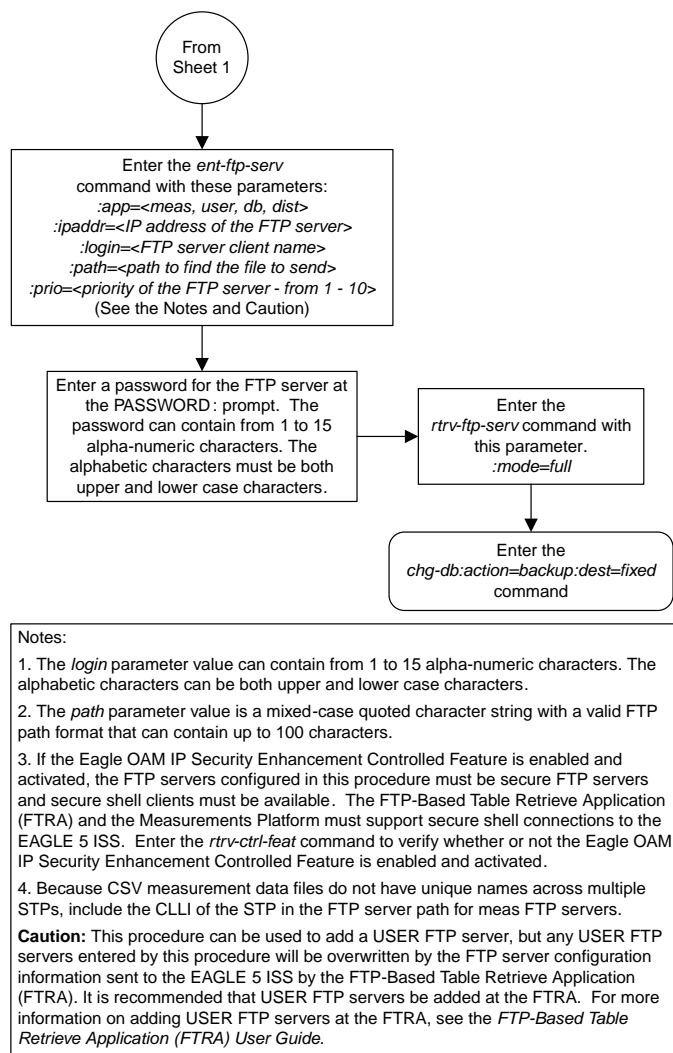 From
Sheet 1
Enter the ent-ftp-serv
command with these parameters:
:app=<meas, user, db, dist>
:ipaddr=<IP address of the FTP server>
:login=<FTP server client name>
:path=<path to find the file to send>
:prio=<priority of the FTP server - from 1 - 10>
(See the Notes and Caution)
Enter a password for the FTP server at
the PASSWORD: prompt. The
password can contain from 1 to 15
alpha-numeric characters. The
alphabetic characters must be both
upper and lower case characters.
Enter the
rtrv-ftp-serv command with
this parameter.
:mode=full
Enter the
chg-db:action=backup:dest=fixed
command
Notes:
1. The login parameter value can contain from 1 to 15 alpha-numeric characters. The
alphabetic characters can be both upper and lower case characters.
2. The path parameter value is a mixed-case quoted character string with a valid FTP
path format that can contain up to 100 characters.
3. If the Eagle OAM IP Security Enhancement Controlled Feature is enabled and
activated, the FTP servers configured in this procedure must be secure FTP servers
and secure shell clients must be available. The FTP-Based Table Retrieve Application
(FTRA) and the Measurements Platform must support secure shell connections to the
EAGLE 5 ISS. Enter the rtrv-ctrl-feat command to verify whether or not the Eagle OAM
IP Security Enhancement Controlled Feature is enabled and activated.
4. Because CSV measurement data files do not have unique names across multiple
STPs, include the CLLI of the STP in the FTP server path for meas FTP servers.
Caution: This procedure can be used to add a USER FTP server, but any USER FTP
servers entered by this procedure will be overwritten by the FTP server configuration
information sent to the EAGLE 5 ISS by the FTP-Based Table Retrieve Application
(FTRA). It is recommended that USER FTP servers be added at the FTRA. For more
information on adding USER FTP servers at the FTRA, see the FTP-Based Table
Retrieve Application (FTRA) User Guide.